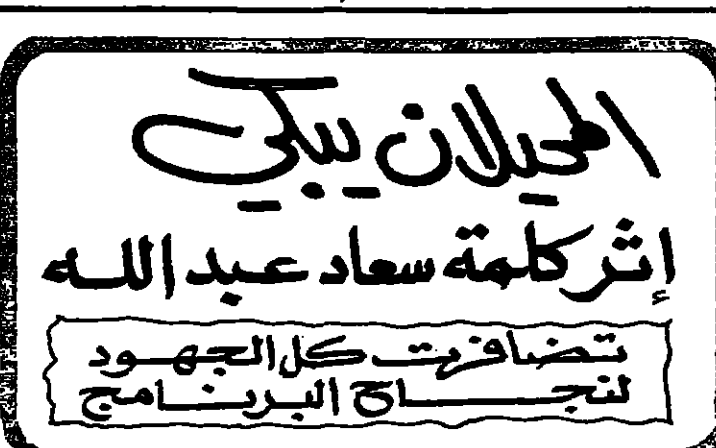 المحيلان يبكي
إثر كلمة سعاد عبد الله
تضافرت كل الجهود
لنجاح البرنامج